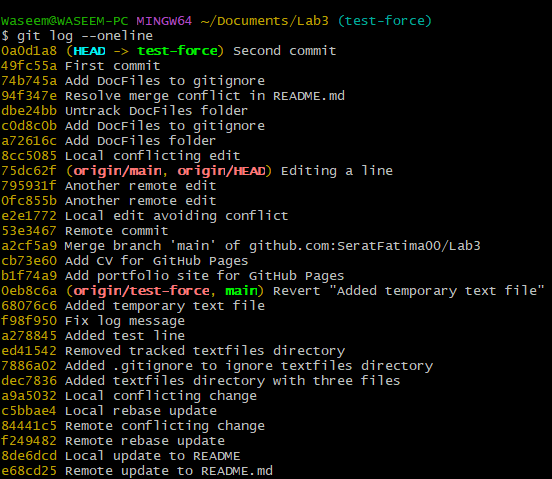 Waseem@WASEEM-PC MINGW64 ~/Documents/Lab3 (test-force)
$ git log --oneline
0a0d1a8 (HEAD -> test-force) Second commit
49fc55a First commit
74b745a Add DocFiles to gitignore
94f347e Resolve merge conflict in README.md
dbe24bb Untrack DocFiles folder
c0d8c0b Add DocFiles to gitignore
a72616c Add DocFiles folder
8cc5085 Local conflicting edit
75dc62f (origin/main, origin/HEAD) Editing a line
795931f Another remote edit
0fc855b Another remote edit
e2e1772 Local edit avoiding conflict
53e3467 Remote commit
a2cf5a9 Merge branch 'main' of github.com:SeratFatima00/Lab3
cb73e60 Add CV for GitHub Pages
b1f74a9 Add portfolio site for GitHub Pages
0eb8c6a (origin/test-force, main) Revert "Added temporary text file"
68076c6 Added temporary text file
f98f950 Fix log message
a278845 Added test line
ed41542 Removed tracked textfiles directory
7886a02 Added .gitignore to ignore textfiles directory
dec7836 Added textfiles directory with three files
a9a5032 Local conflicting change
c5bbae4 Local rebase update
84441c5 Remote conflicting change
f249482 Remote rebase update
8de6dcd Local update to README
e68cd25 Remote update to README.md